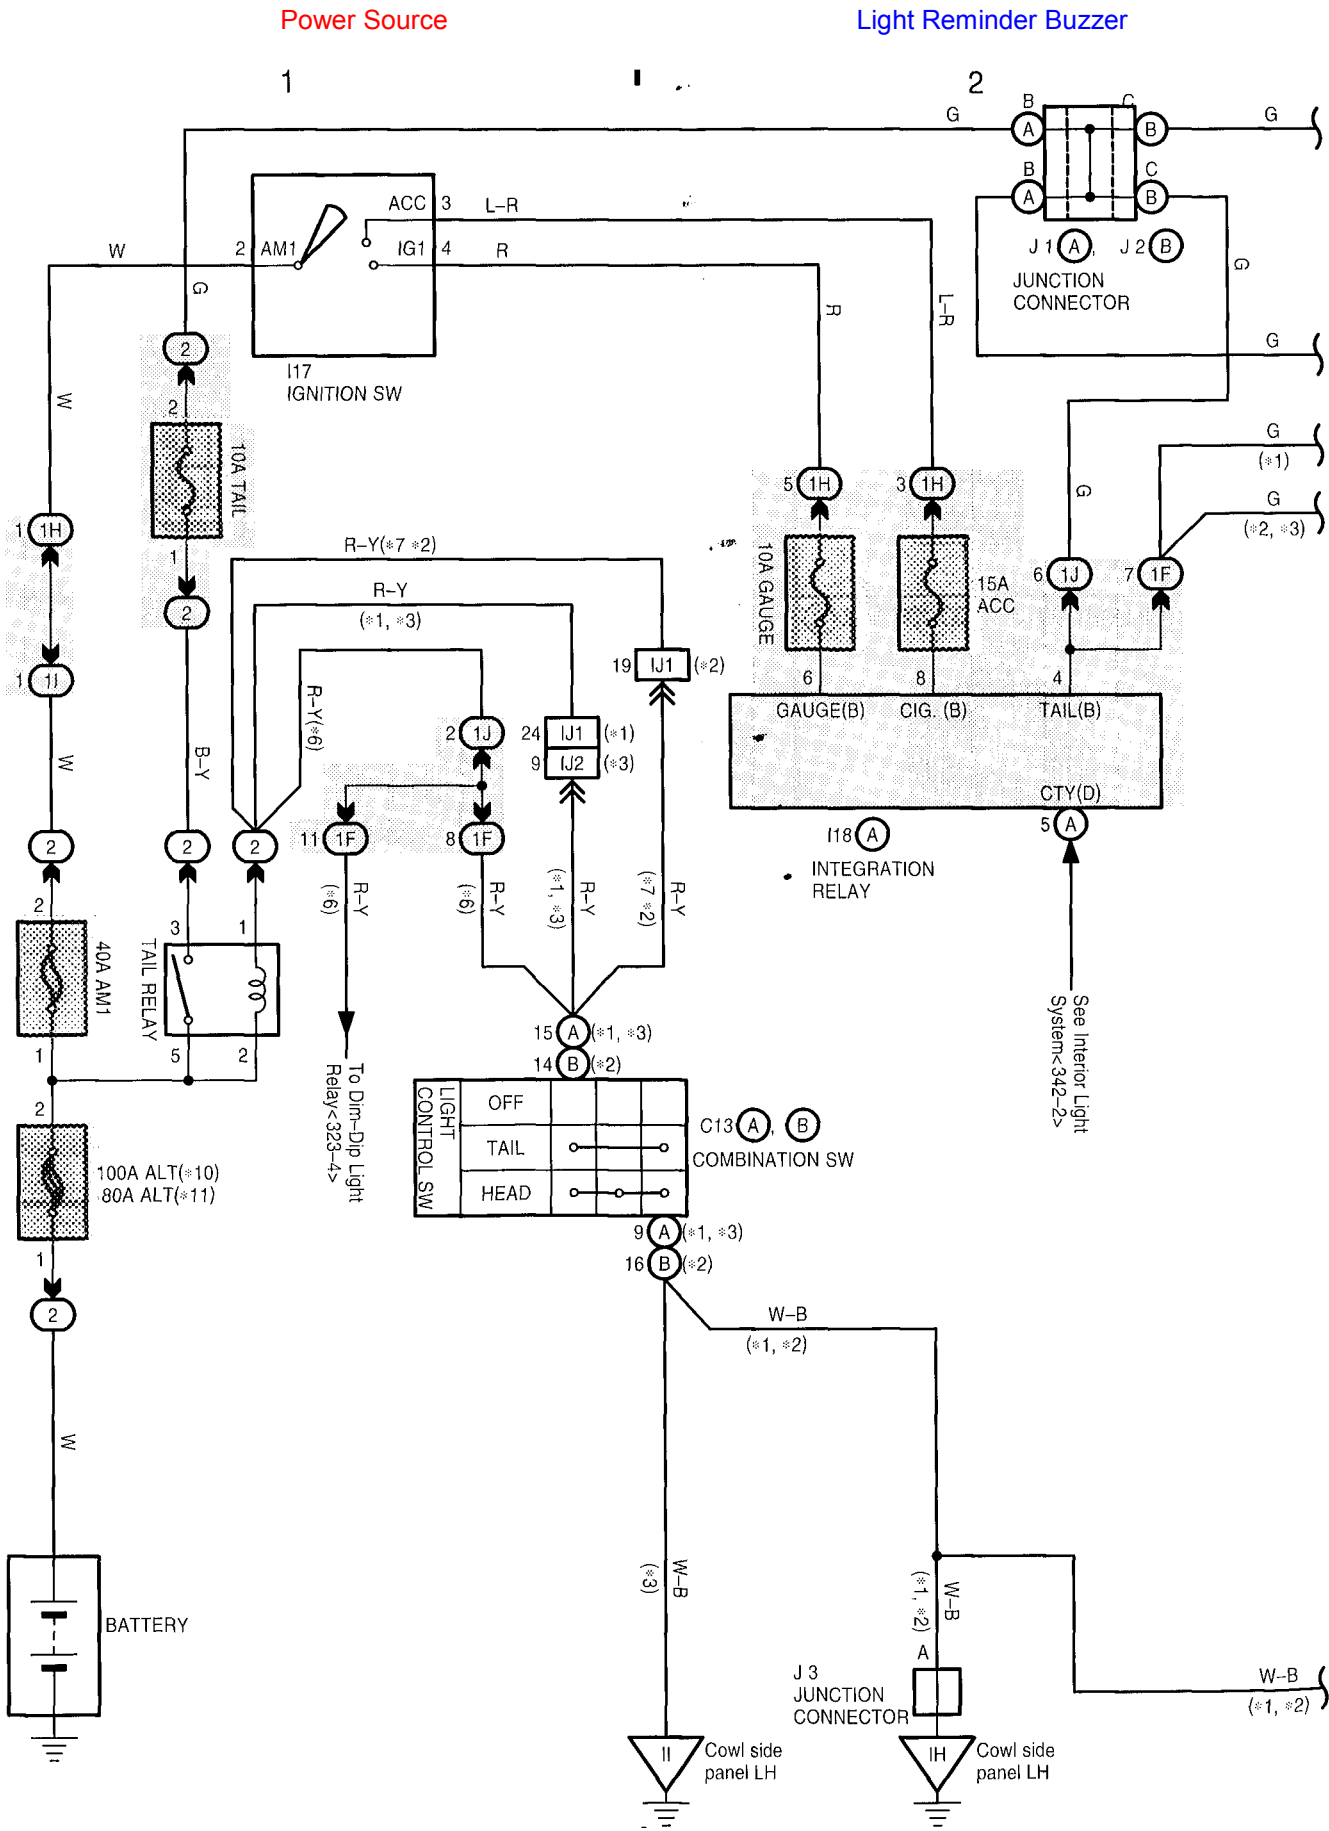 Power Source
Light Reminder Buzzer
1
2
B
C
G
A
B
G
B
C
A
B
J 1 A, J 2 B
JUNCTION
CONNECTOR
G
G
ACC 3 L-R
W
2 AM1
IG1 4 R
I17
IGNITION SW
G
R
L-R
W
2
2
10A TAIL
1
2
G
(*1)
G
(*2, *3)
G
5 1H
3 1H
10A GAUGE
15A
ACC
6 1J
7 1F
6
8
4
GAUGE(B)
CIG. (B)
TAIL(B)
CTY(D)
5 A
I18 A
INTEGRATION
RELAY
See Interior Light
System<342-2>
1 1H
1 1I
W
B-Y
R-Y(*7 *2)
R-Y
(*1, *3)
R-Y(*6)
19 IJ1 (*2)
2 1J
24 IJ1 (*1)
9 IJ2 (*3)
11 1F
8 1F
R-Y
(*6)
R-Y
(*6)
R-Y
(*1, *3)
R-Y
(*7 *2)
2
2
2
2
3
1
40A AM1
TAIL RELAY
1
5
2
To Dim-Dip Light
Relay<323-4>
15 A (*1, *3)
14 B (*2)
LIGHT
CONTROL SW
OFF
TAIL
HEAD
C13 A, B
COMBINATION SW
9 A (*1, *3)
16 B (*2)
2
100A ALT(*10)
80A ALT(*11)
1
2
W
W-B
(*1, *2)
W-B
(*3)
W-B
(*1, *2)
A
BATTERY
J 3
JUNCTION
CONNECTOR
W-B
(*1, *2)
II
Cowl side
panel LH
IH
Cowl side
panel LH